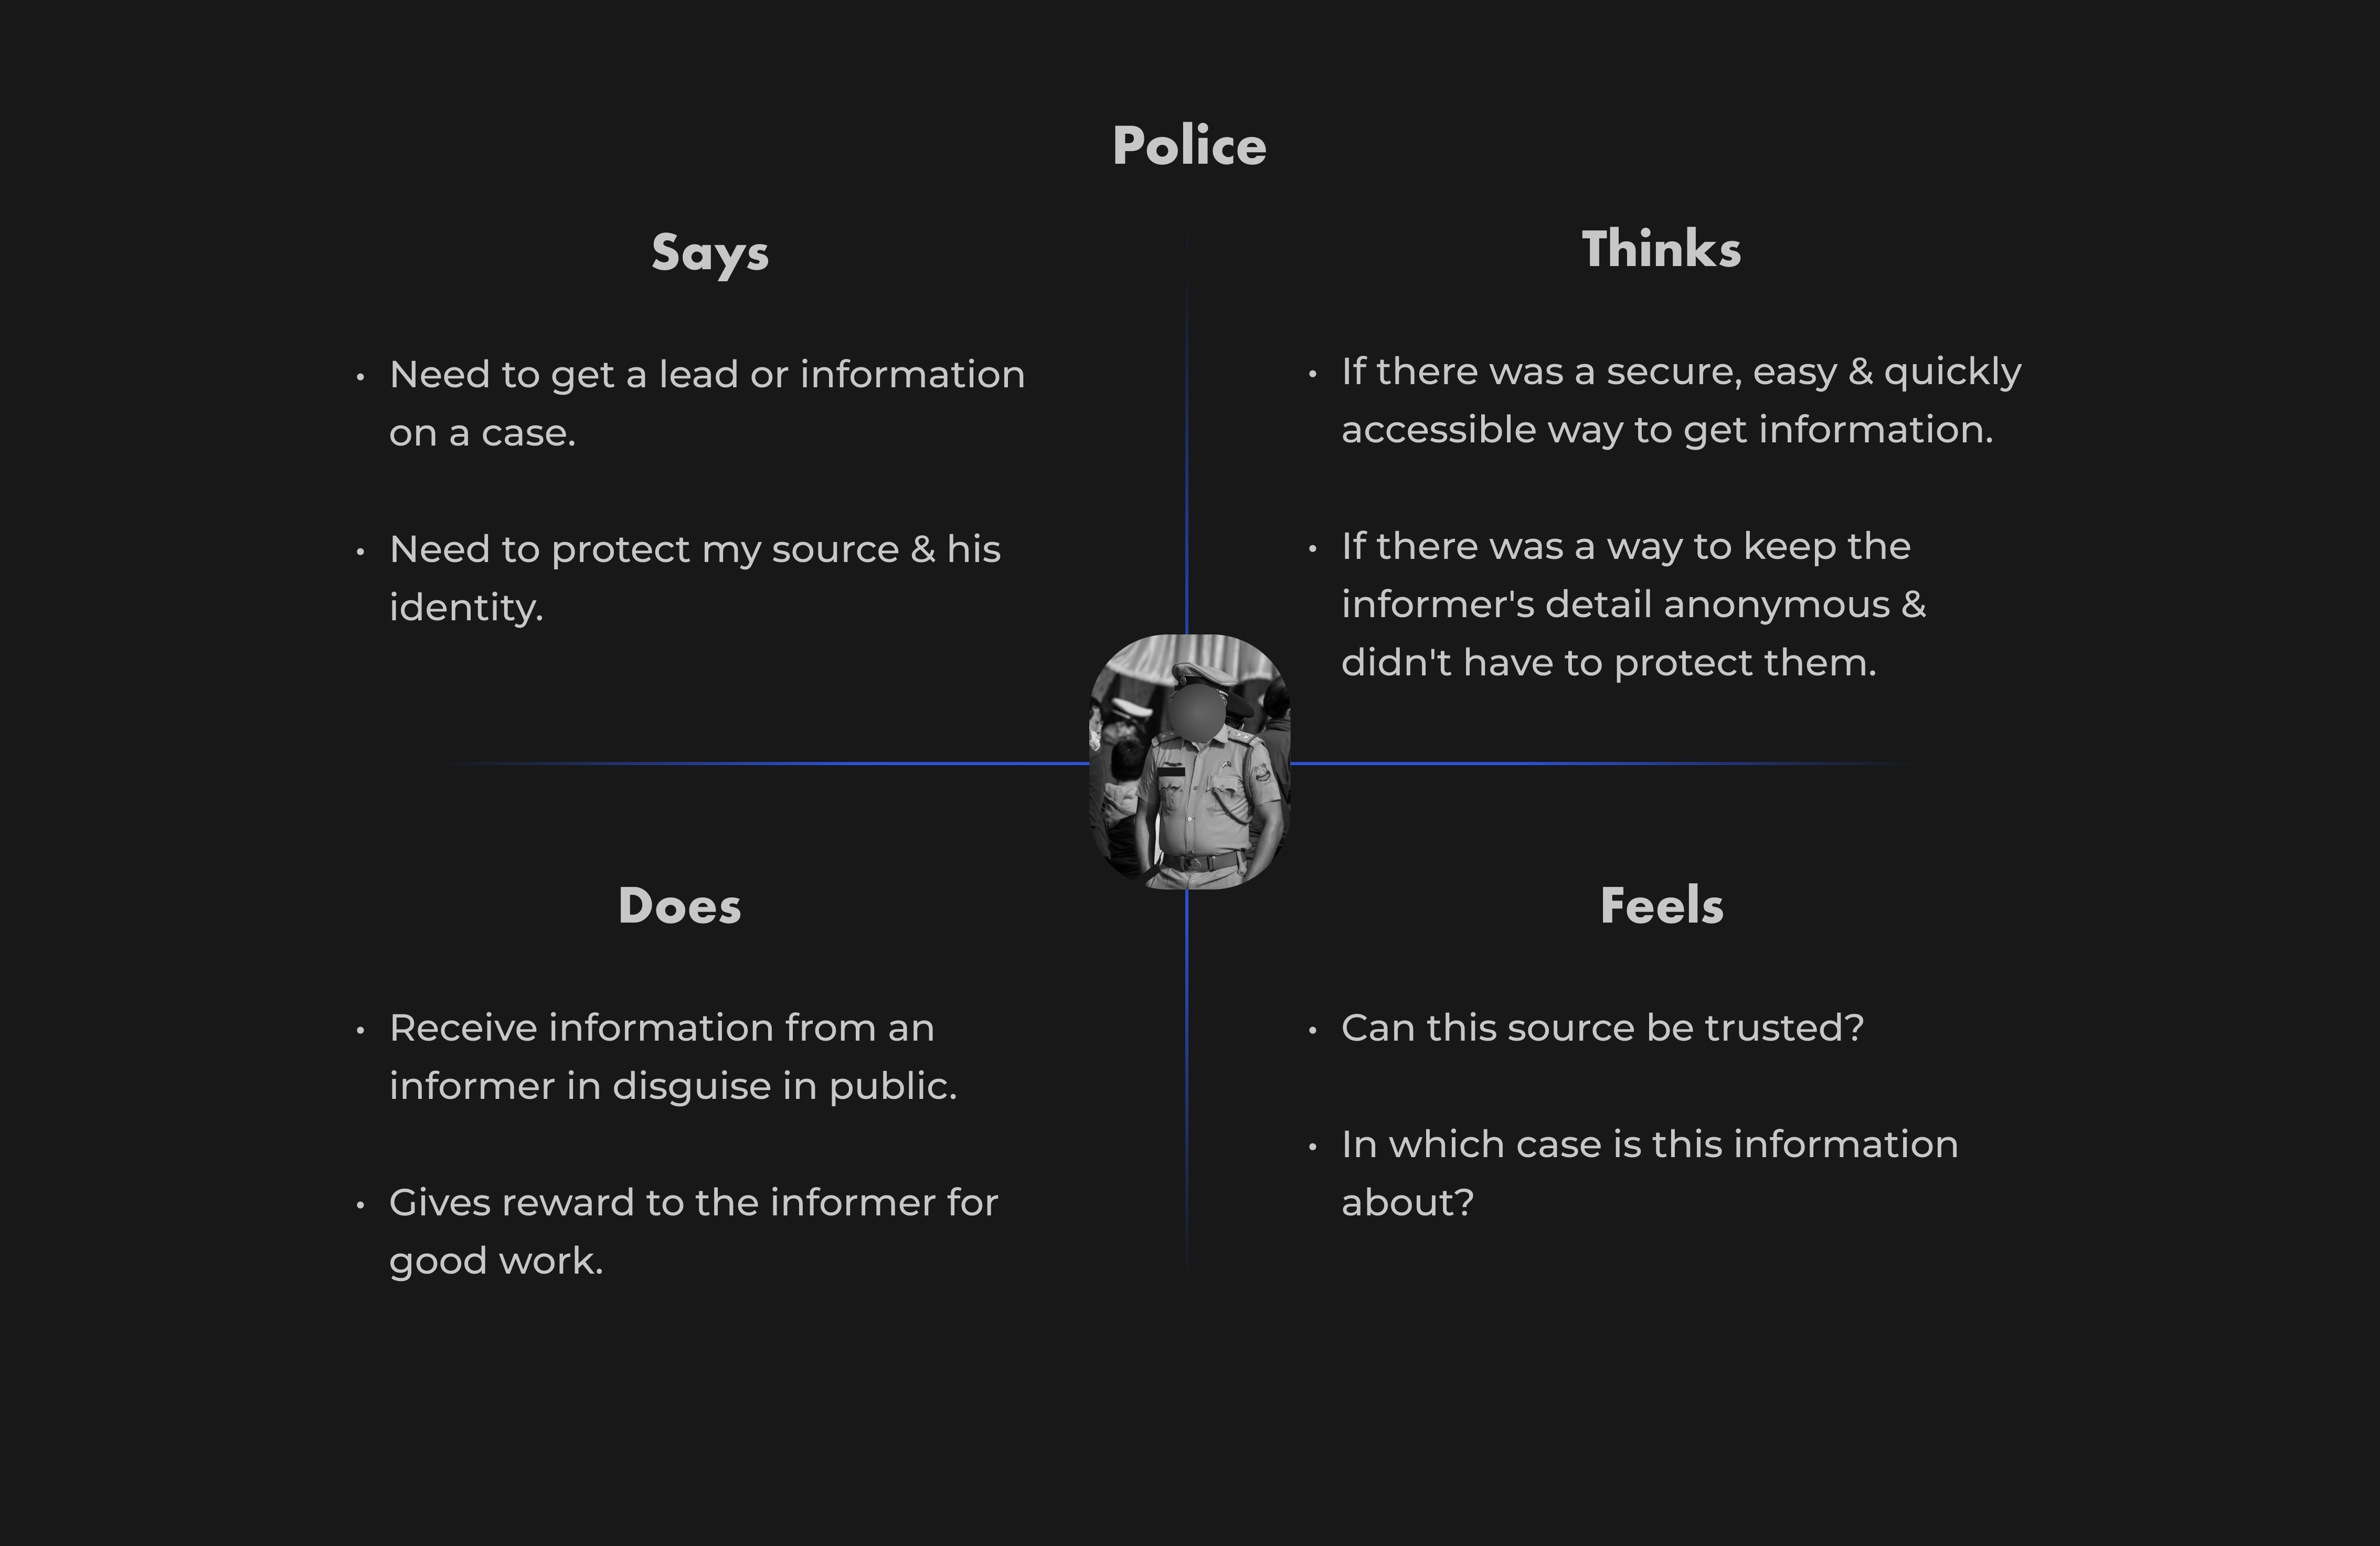 Police
Says
• Need to get a lead or information
on a case.
• Need to protect my source & his
identity.
Thinks
• If there was a secure, easy & quickly
accessible way to get information.
• If there was a way to keep the
informer's detail anonymous &
didn't have to protect them.
Does
• Receive information from an
informer in disguise in public.
• Gives reward to the informer for
good work.
Feels
• Can this source be trusted?
• In which case is this information
about?